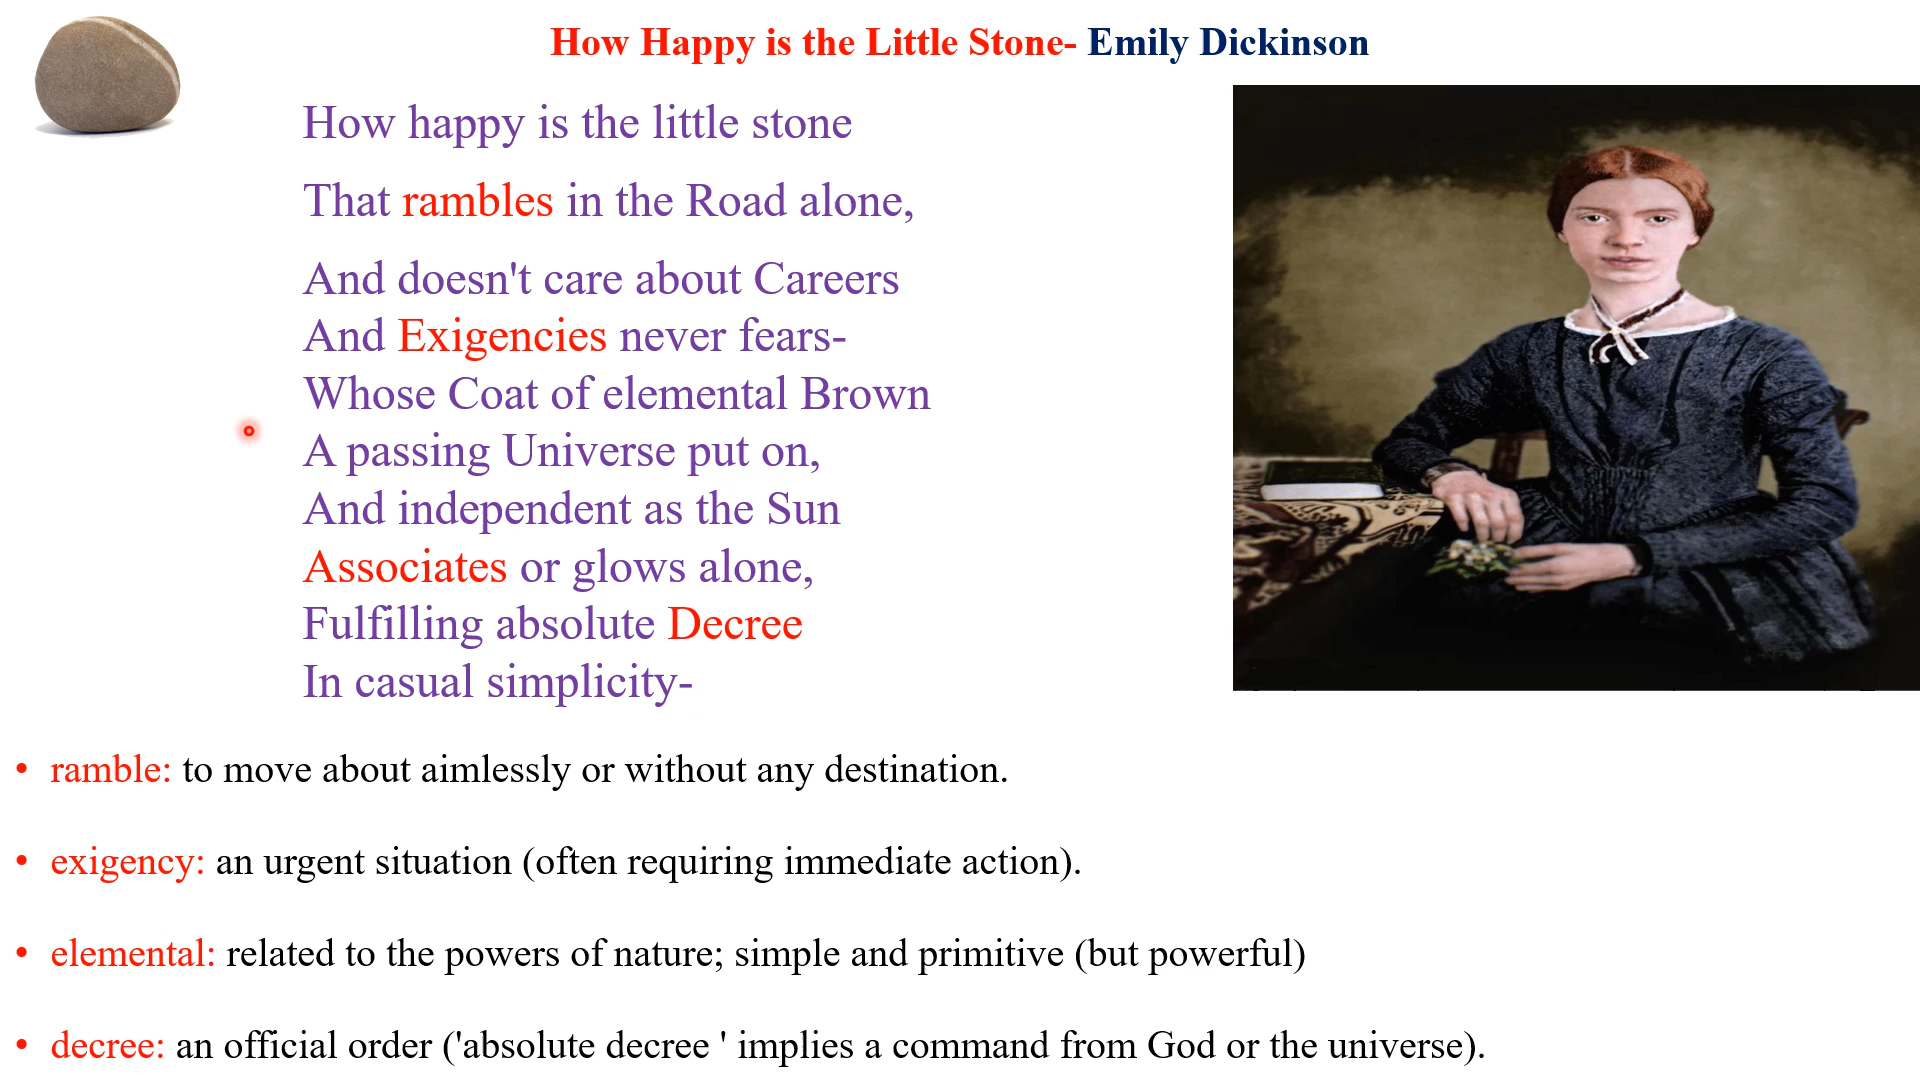 How Happy is the Little Stone- Emily Dickinson
How happy is the little stone
That rambles in the Road alone,
And doesn't care about Careers
And Exigencies never fears-
Whose Coat of elemental Brown
A passing Universe put on,
And independent as the Sun
Associates or glows alone,
Fulfilling absolute Decree
In casual simplicity-
• ramble: to move about aimlessly or without any destination.
• exigency: an urgent situation (often requiring immediate action).
• elemental: related to the powers of nature; simple and primitive (but powerful)
• decree: an official order ('absolute decree ' implies a command from God or the universe).